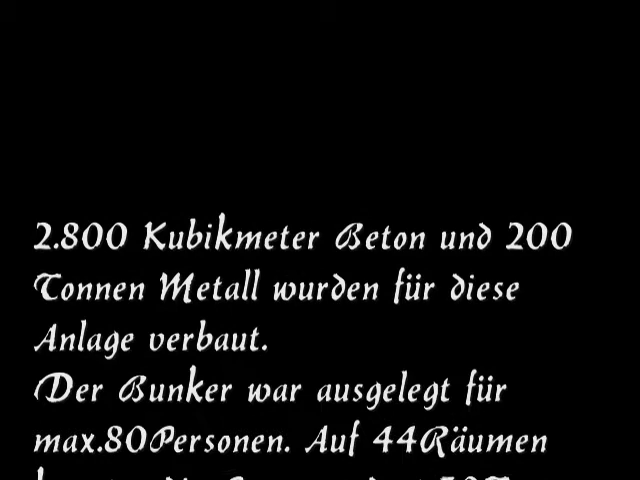 2.800 Kubikmeter Beton und 200
Tonnen Metall wurden für diese
Anlage verbaut.
Der Bunker war ausgelegt für
max.80Personen. Auf 44Räumen